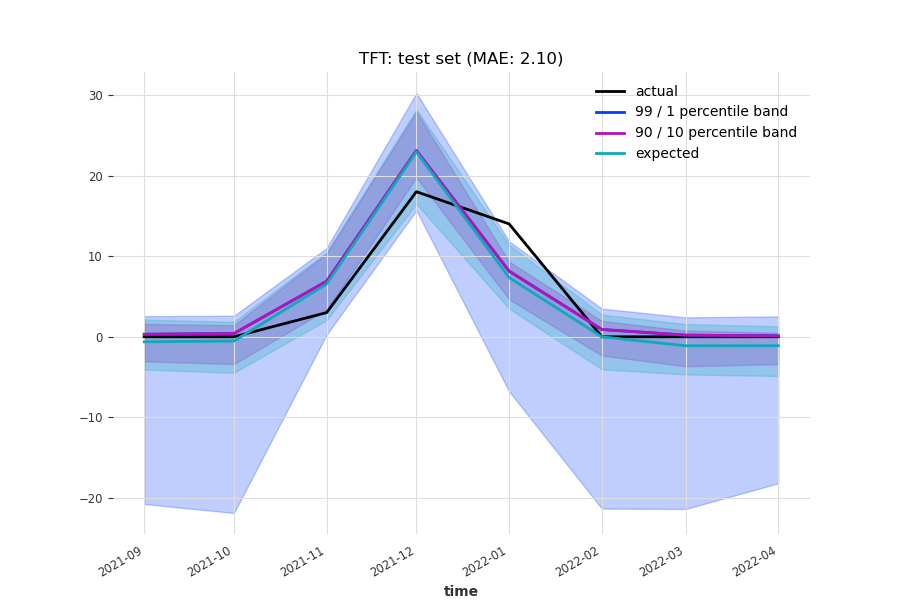 TFT: test set (MAE: 2.10)
actual
99 / 1 percentile band
90 / 10 percentile band
expected
30
20
10
0
−10
−20
2021-09
2021-10
2021-11
2021-12
2022-01
2022-02
2022-03
2022-04
time